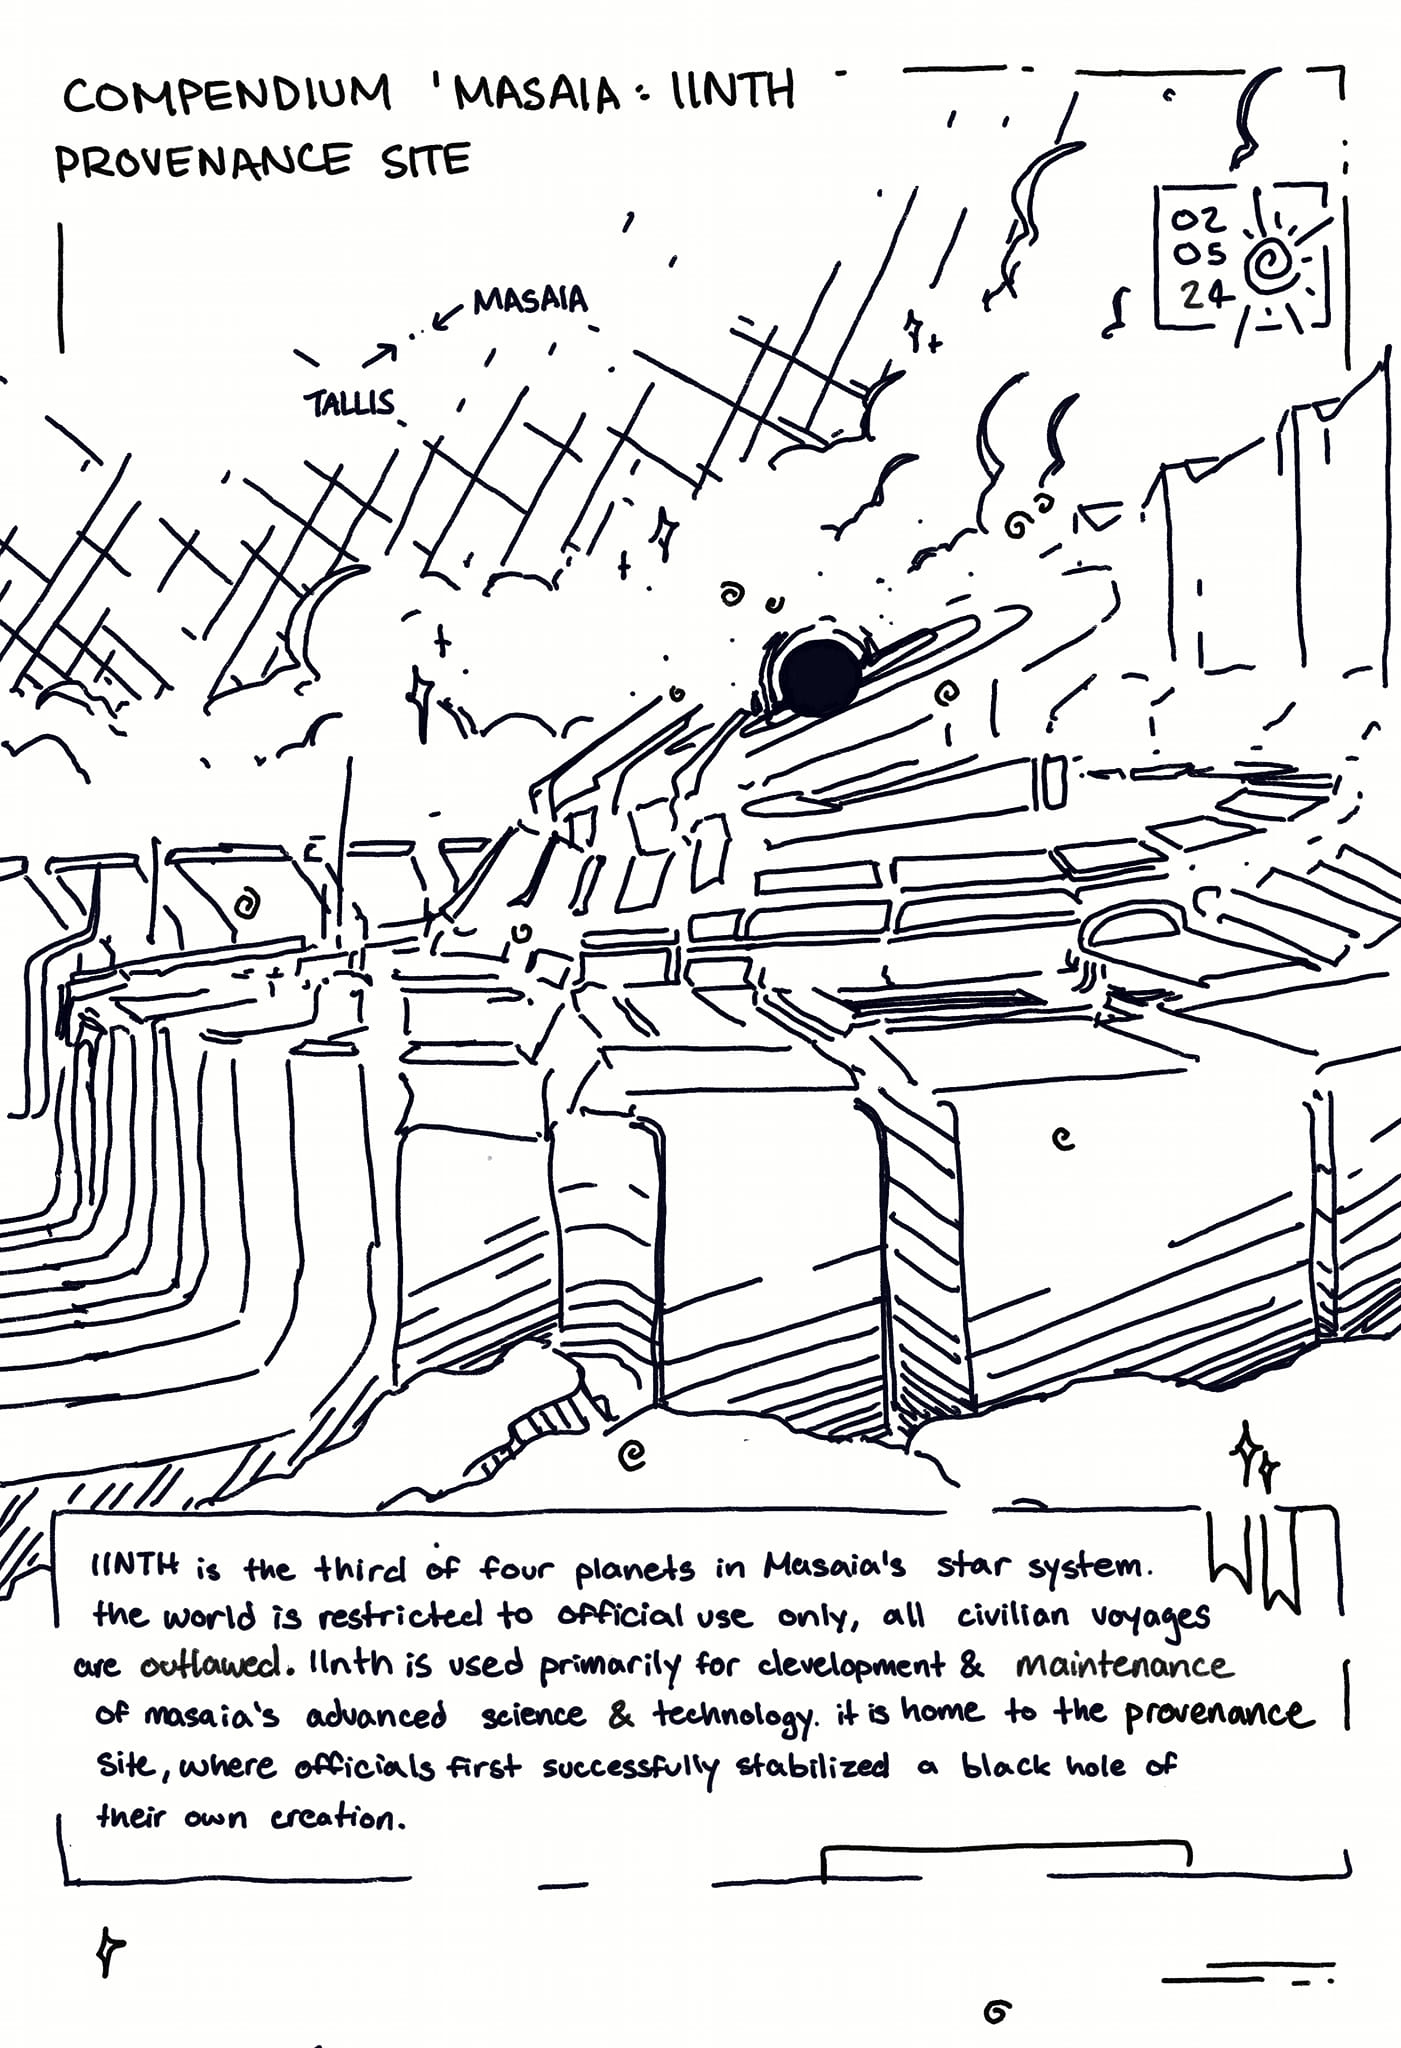 COMPENDIUM 'MASAIA : IINTH
PROVENANCE SITE
02
05
24
MASAIA
TALLIS
IINTH is the third of four planets in Masaia's star system.
the world is restricted to official use only, all civilian voyages
are outlawed. IInth is used primarily for development & maintenance
of masaia's advanced science & technology. it is home to the provenance
site, where officials first successfully stabilized a black hole of
their own creation.